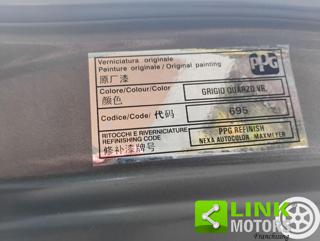 Verniciatura originale
Peinture originale/Original painting
原厂漆
PPG
Colore/Colour/Color
颜色
GRIGIO QUARZO VR.
Codice/Code/代码
695
RITOCCHI E RIVERNICIATURE
REFINISHING CODE
修补漆牌号
PPG REFINISH
NEXA AUTOCOLOR MAXMEYER
LINK
MOTORS
Franchising